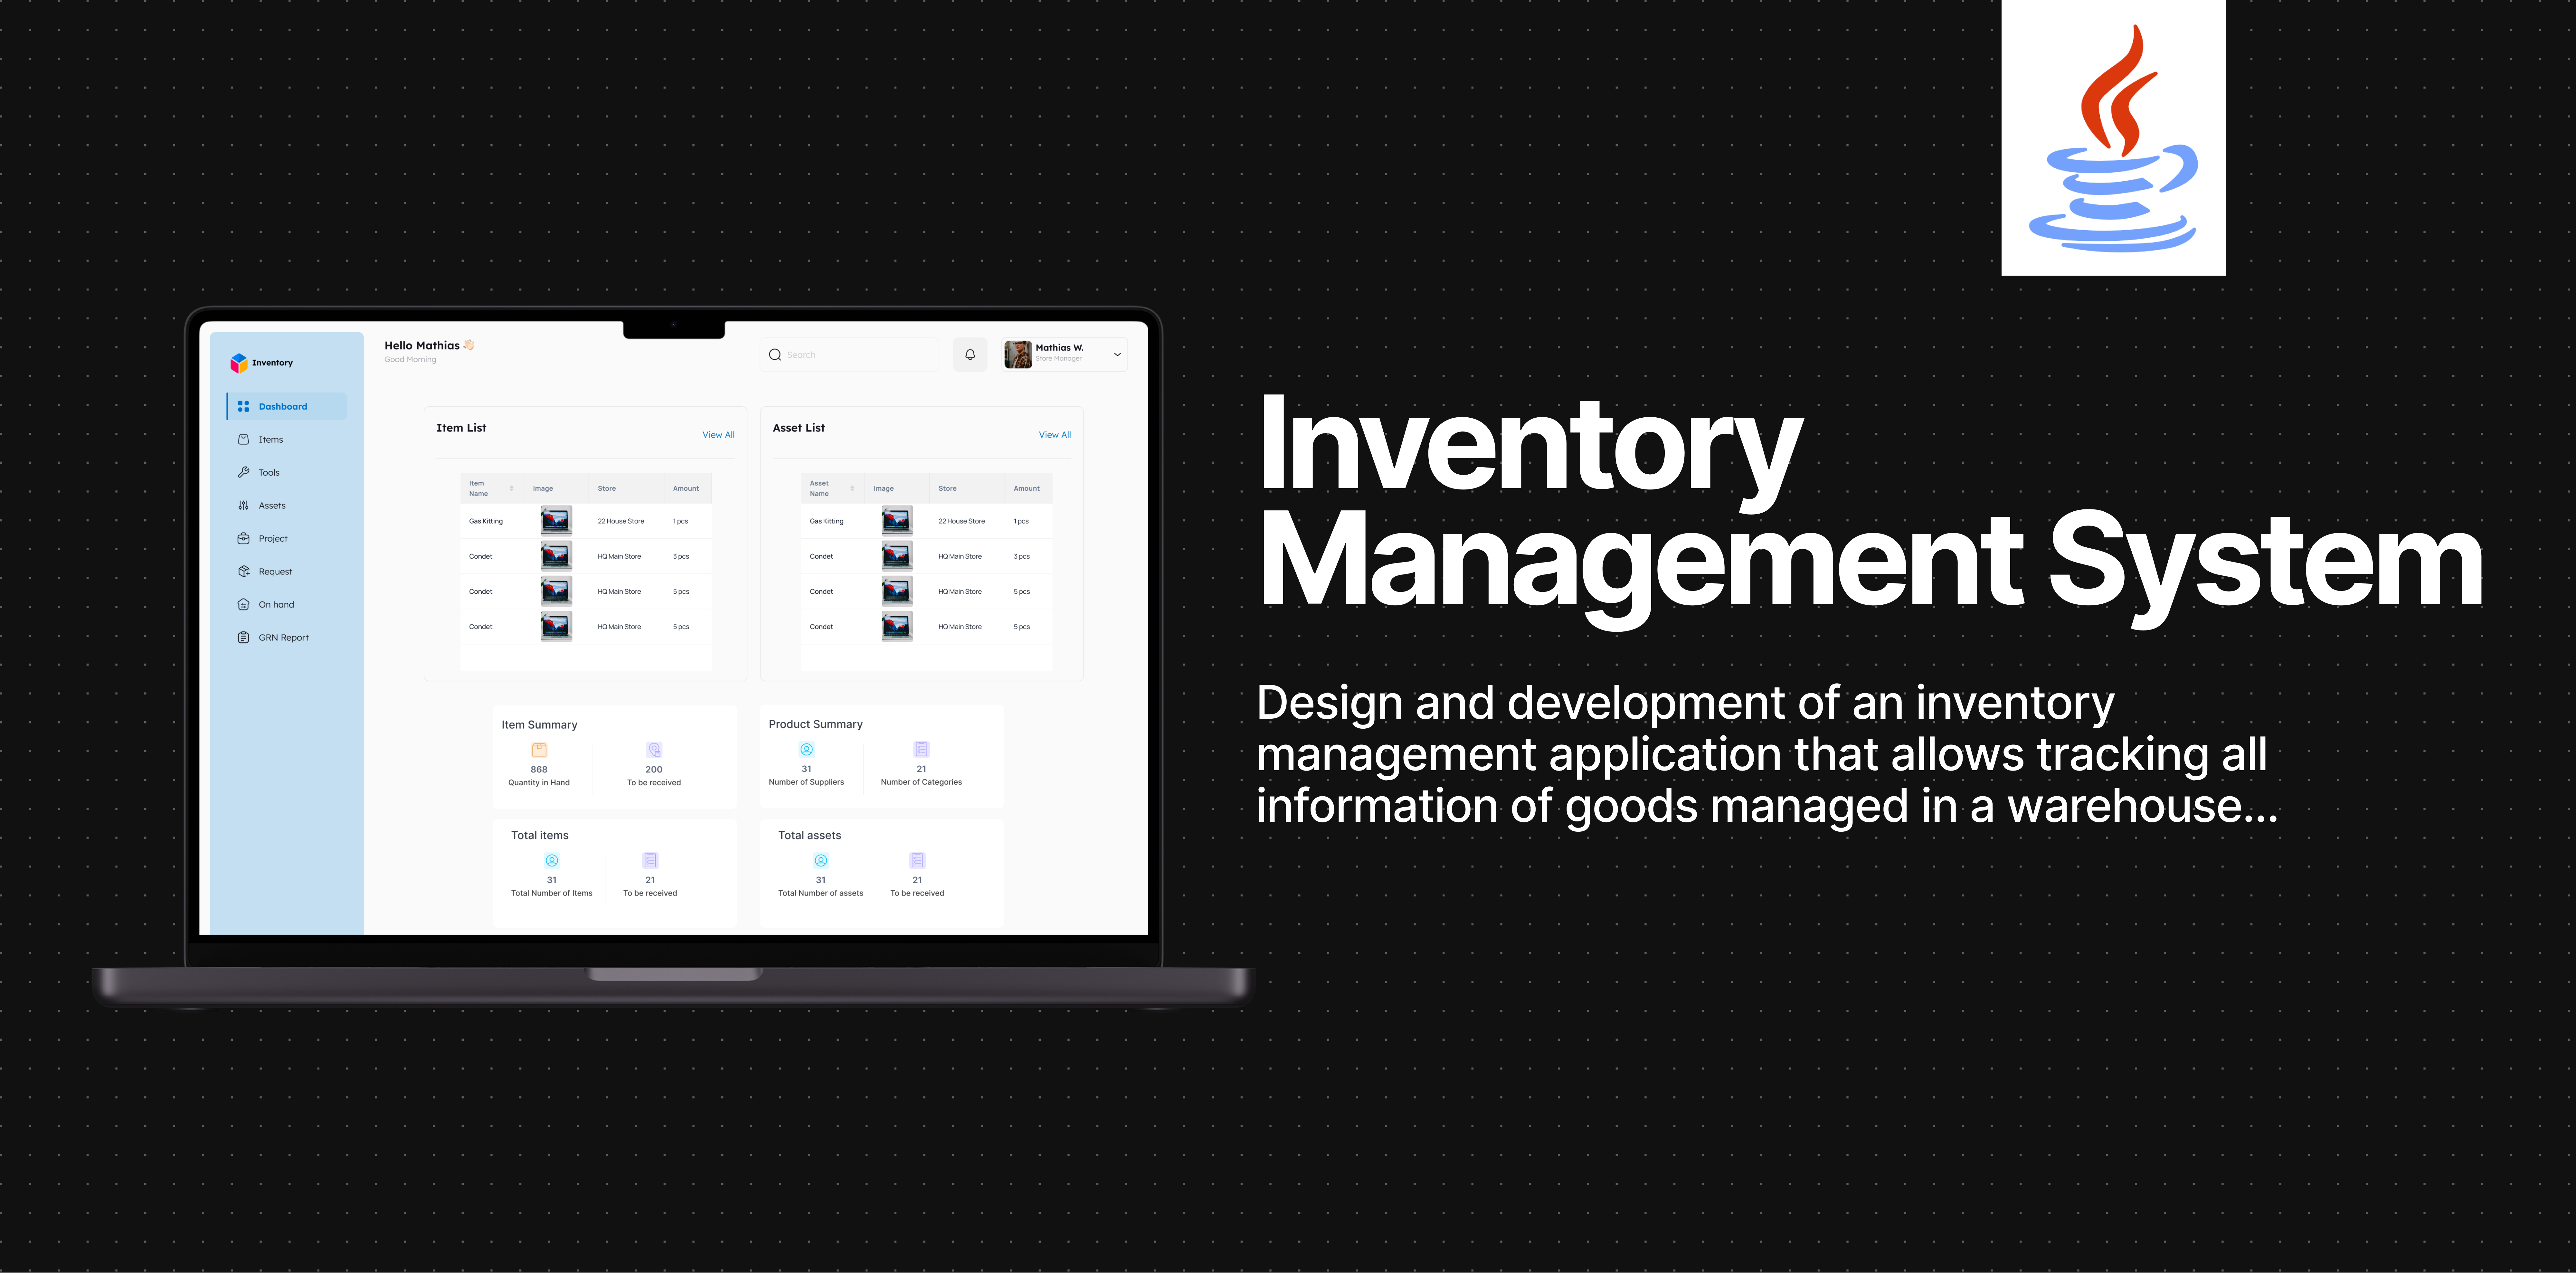 Inventory
Dashboard
Items
Tools
Assets
Project
Request
On hand
GRN Report
Hello Mathias 👋🏻
Good Morning
Search
Mathias W.
Store Manager
Item List
View All
Item Name Image Store Amount
Gas Kitting 22 House Store 1 pcs
Condet HQ Main Store 3 pcs
Condet HQ Main Store 5 pcs
Condet HQ Main Store 5 pcs
Asset List
View All
Asset Name Image Store Amount
Gas Kitting 22 House Store 1 pcs
Condet HQ Main Store 3 pcs
Condet HQ Main Store 5 pcs
Condet HQ Main Store 5 pcs
Item Summary
868 200
Quantity in Hand To be received
Product Summary
31 21
Number of Suppliers Number of Categories
Total items
31 21
Total Number of Items To be received
Total assets
31 21
Total Number of assets To be received
Inventory
Management System
Design and development of an inventory
management application that allows tracking all
information of goods managed in a warehouse...